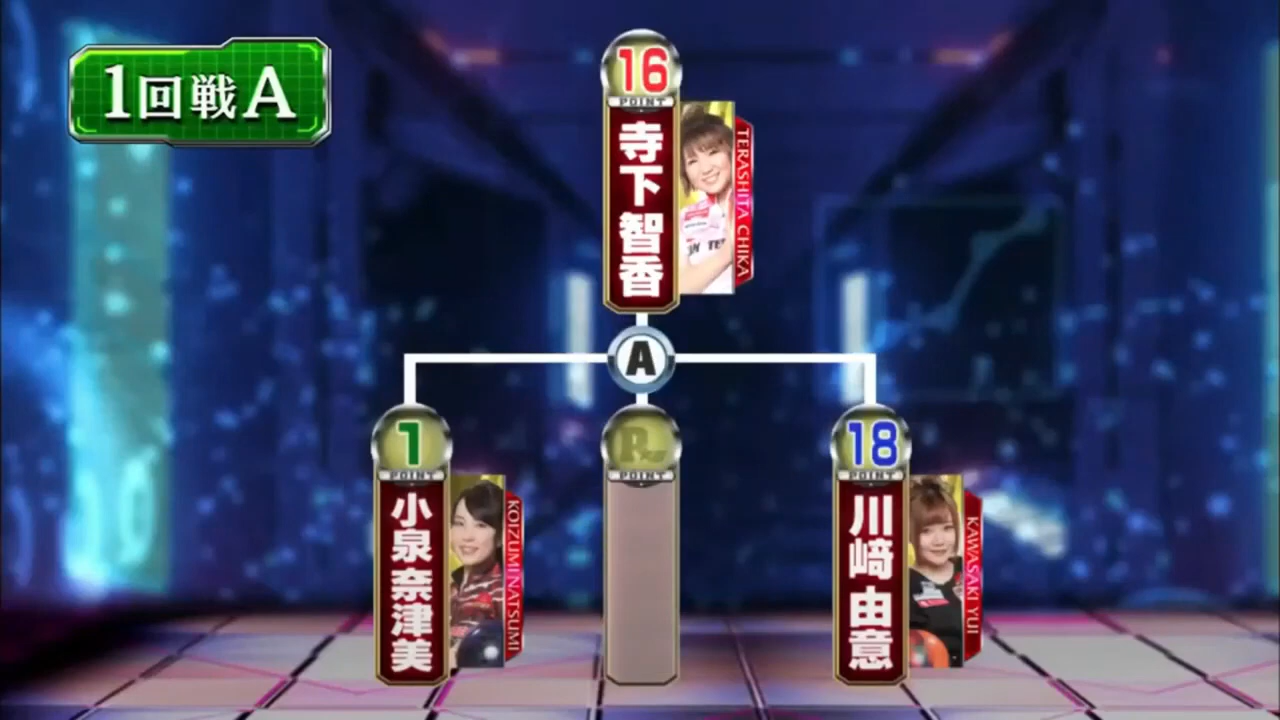 1回戦A
16
POINT
寺下 智香
TERASHITA CHIKA
A
1
POINT
小泉 奈津美
KOIZUMI NATSUMI
POINT
18
POINT
川﨑 由意
KAWASAKI YUI